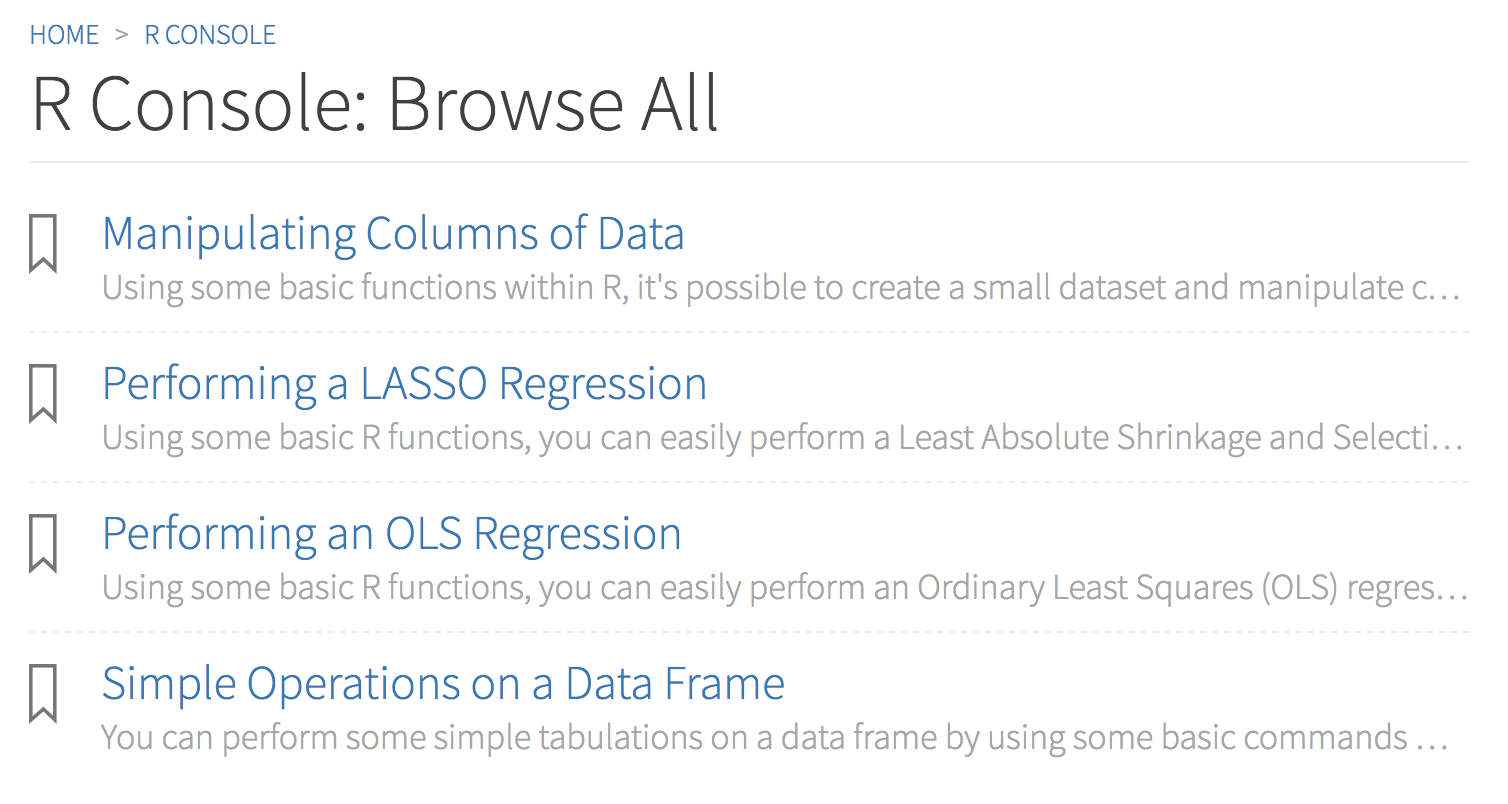 HOME > R CONSOLE
R Console: Browse All
Manipulating Columns of Data
Using some basic functions within R, it's possible to create a small dataset and manipulate c…
Performing a LASSO Regression
Using some basic R functions, you can easily perform a Least Absolute Shrinkage and Selecti…
Performing an OLS Regression
Using some basic R functions, you can easily perform an Ordinary Least Squares (OLS) regres…
Simple Operations on a Data Frame
You can perform some simple tabulations on a data frame by using some basic commands …